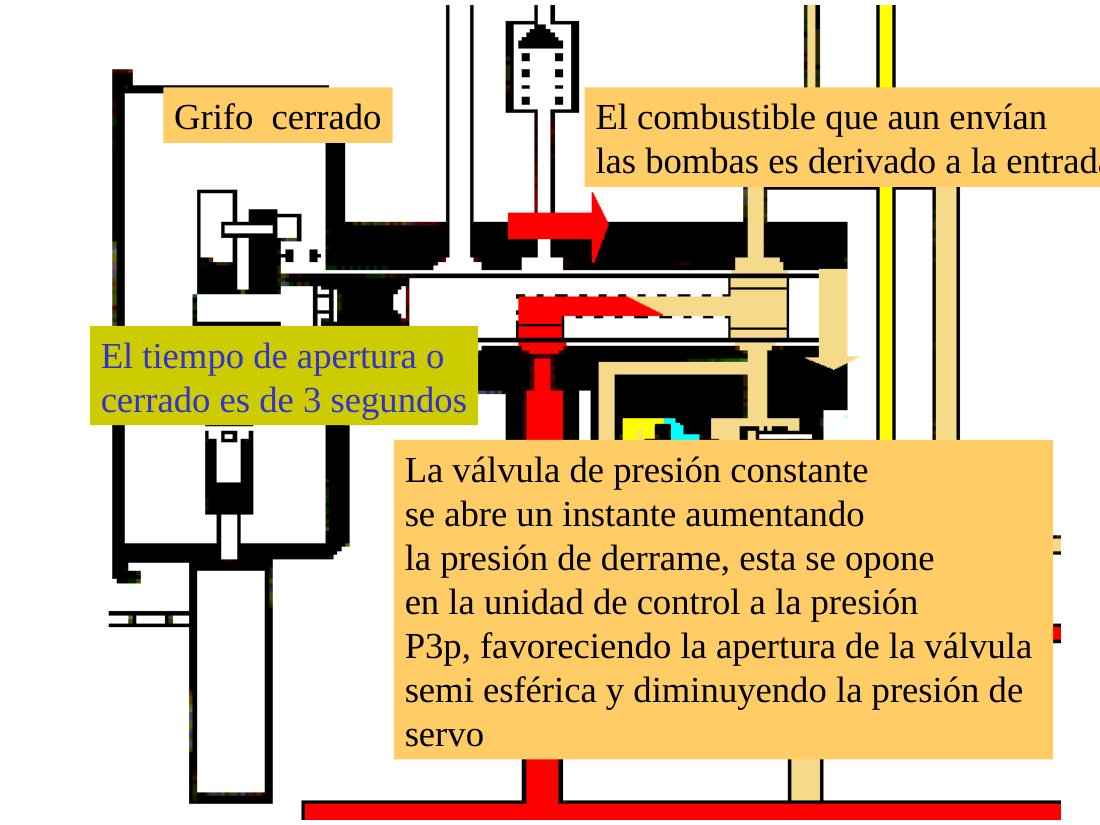 Grifo  cerrado
El combustible que aun envían
las bombas es derivado a la entrada
El tiempo de apertura o
cerrado es de 3 segundos
La válvula de presión constante
se abre un instante aumentando
la presión de derrame, esta se opone
en la unidad de control a la presión
P3p, favoreciendo la apertura de la válvula
semi esférica y diminuyendo la presión de
servo